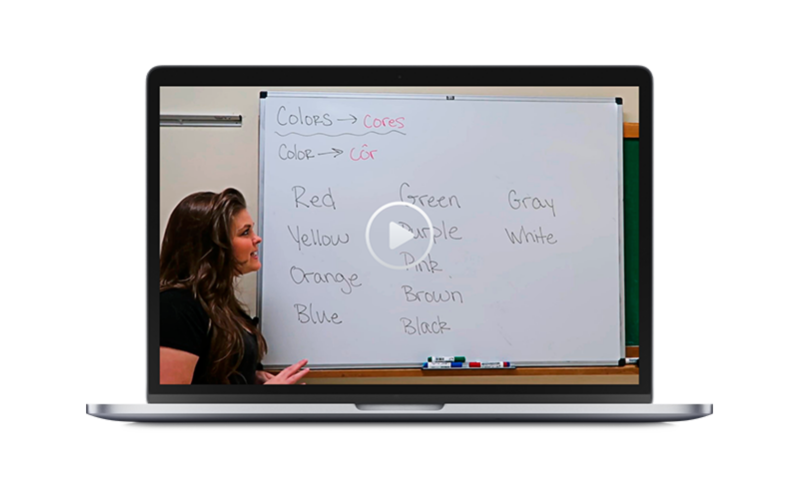 Colors → Cores
Color → Côr
Red
Yellow
Orange
Blue
Green
Purple
Pink
Brown
Black
Gray
White